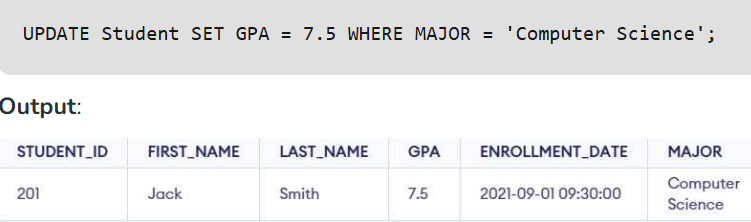 UPDATE Student SET GPA = 7.5 WHERE MAJOR = 'Computer Science';
Output:
STUDENT_ID FIRST_NAME LAST_NAME GPA ENROLLMENT_DATE MAJOR
201 Jack Smith 7.5 2021-09-01 09:30:00 Computer
Science